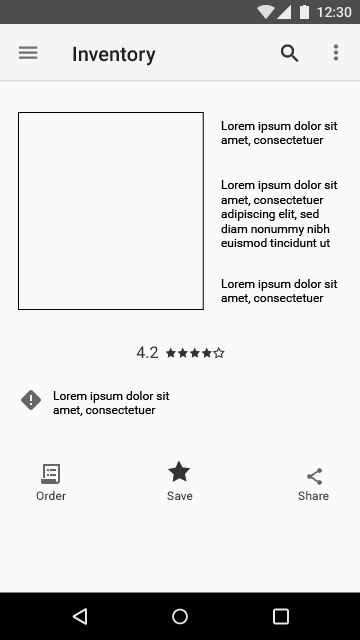 12:30
Inventory
Lorem ipsum dolor sit
amet, consectetuer
Lorem ipsum dolor sit
amet, consectetuer
adipiscing elit, sed
diam nonummy nibh
euismod tincidunt ut
Lorem ipsum dolor sit
amet, consectetuer
4.2
Lorem ipsum dolor sit
amet, consectetuer
Order
Save
Share